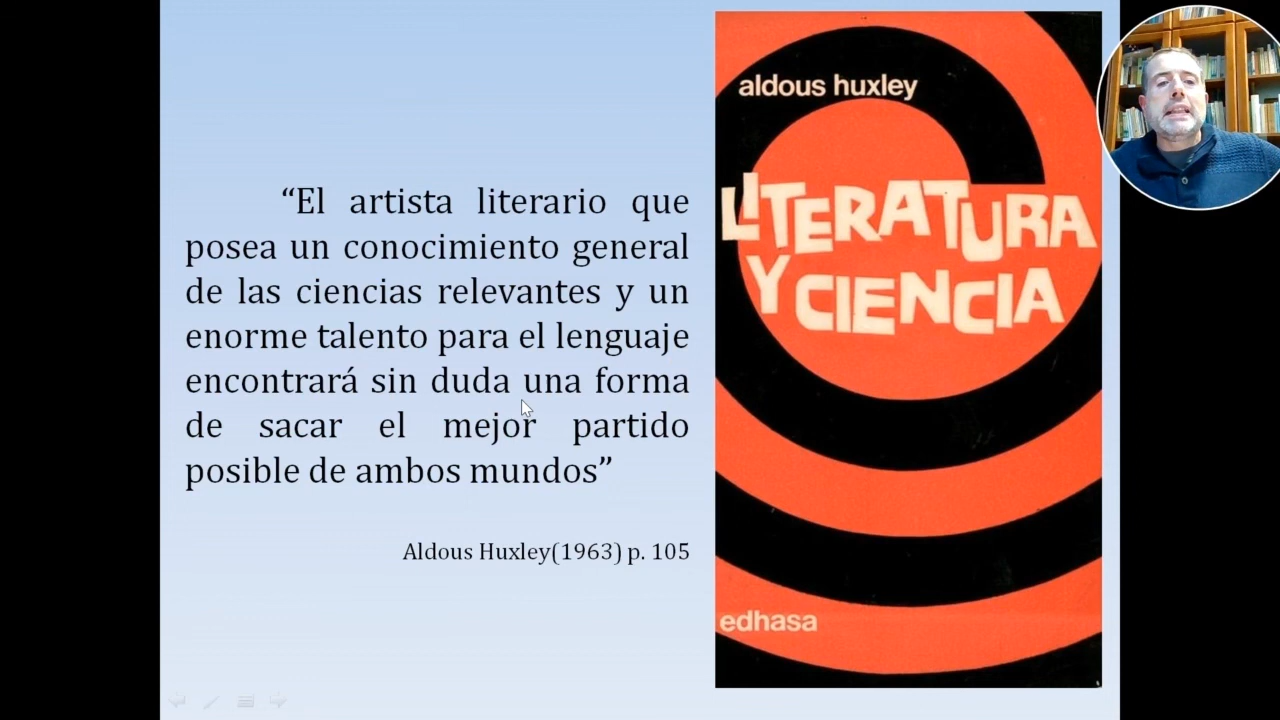 “El artista literario que
posea un conocimiento general
de las ciencias relevantes y un
enorme talento para el lenguaje
encontrará sin duda una forma
de sacar el mejor partido
posible de ambos mundos”
Aldous Huxley(1963) p. 105
aldous huxley
LITERATURA
Y CIENCIA
edhasa